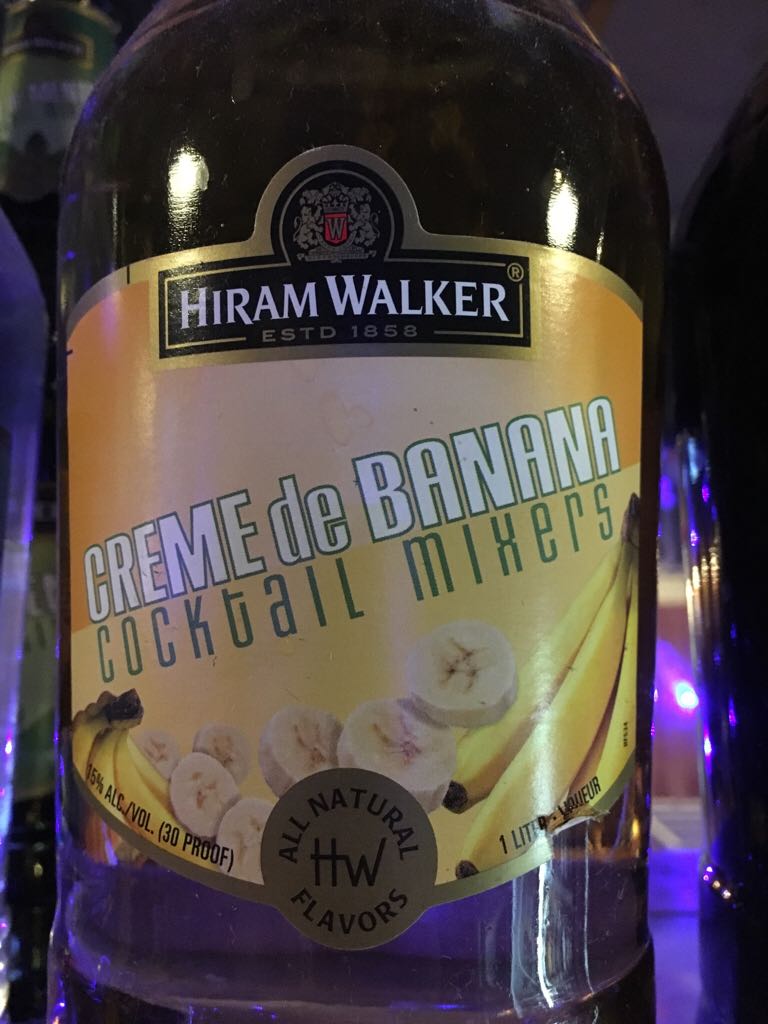 W
HIRAM WALKER®
ESTD 1858
CREME de BANANA
COCKtaIL MIXers
15% ALC./VOL. (30 PROOF)
1 LITER - LIQUEUR
ALL NATURAL
HW
FLAVORS